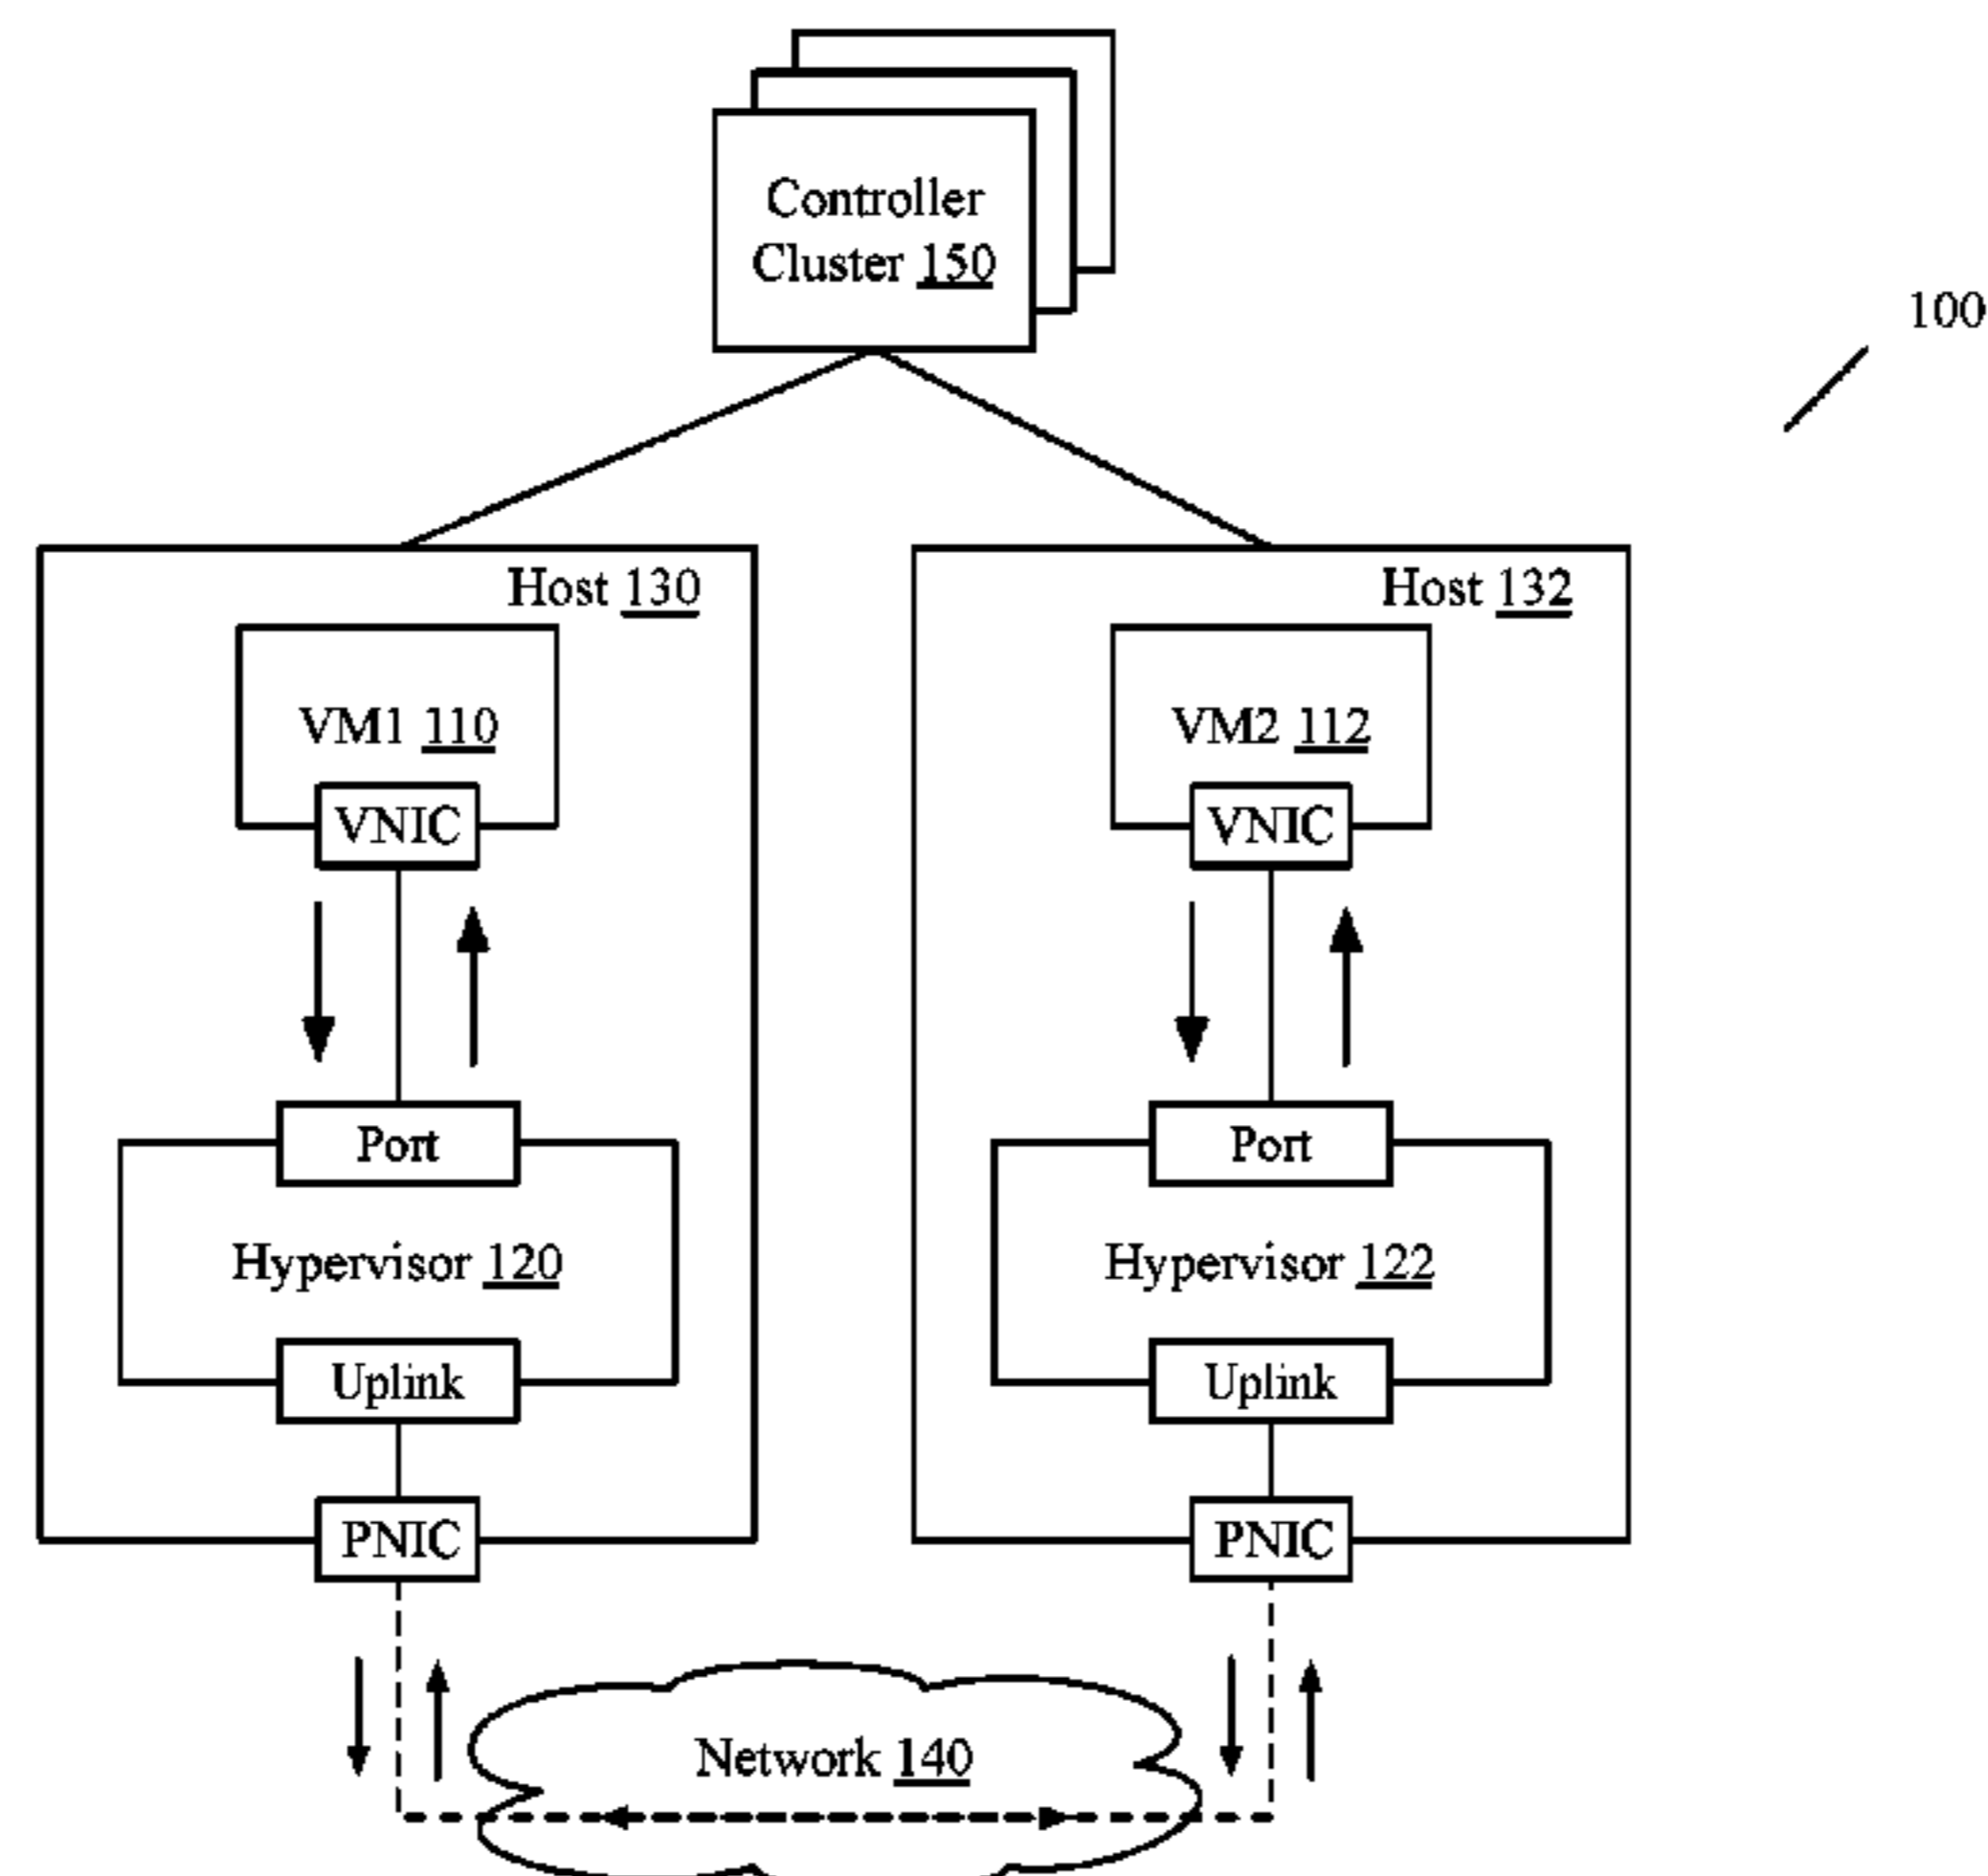 Controller
Cluster 150
100
Host 130
Host 132
VM1 110
VM2 112
VNIC
VNIC
Port
Port
Hypervisor 120
Hypervisor 122
Uplink
Uplink
PNIC
PNIC
Network 140